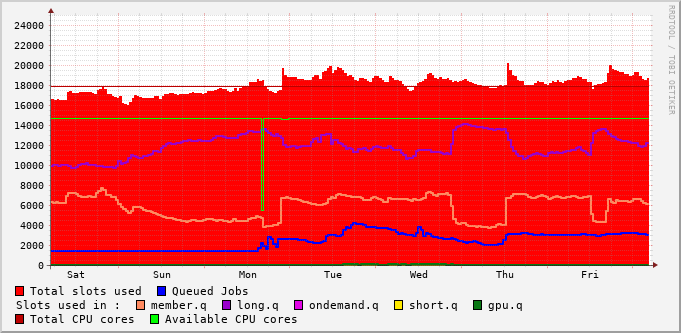 24000
22000
20000
18000
16000
14000
12000
10000
8000
6000
4000
2000
0
Sat Sun Mon Tue Wed Thu Fri
RRDTOOL / TOBI OETIKER
Total slots used Queued Jobs
Slots used in : member.q long.q ondemand.q short.q gpu.q
Total CPU cores Available CPU cores